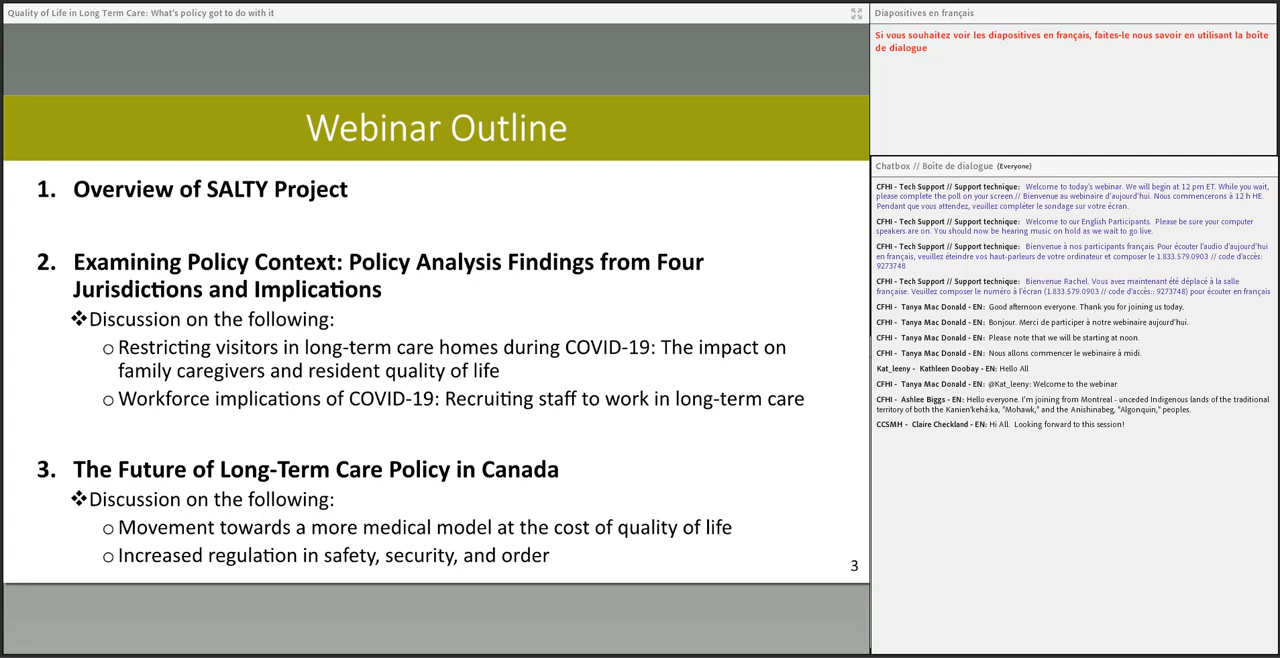 Quality of Life in Long Term Care: What's policy got to do with it
Webinar Outline
1. Overview of SALTY Project
2. Examining Policy Context: Policy Analysis Findings from Four
Jurisdictions and Implications
❖Discussion on the following:
o Restricting visitors in long-term care homes during COVID-19: The impact on
family caregivers and resident quality of life
o Workforce implications of COVID-19: Recruiting staff to work in long-term care
3. The Future of Long-Term Care Policy in Canada
❖Discussion on the following:
o Movement towards a more medical model at the cost of quality of life
o Increased regulation in safety, security, and order
3
Diapositives en français
Si vous souhaitez voir les diapositives en français, faites-le nous savoir en utilisant la boîte
de dialogue
Chatbox // Boîte de dialogue (Everyone)
CFHI - Tech Support // Support technique: Welcome to today's webinar. We will begin at 12 pm ET. While you wait,
please complete the poll on your screen.// Bienvenue au webinaire d'aujourd'hui. Nous commencerons à 12 h HE.
Pendant que vous attendez, veuillez compléter le sondage sur votre écran.
CFHI - Tech Support // Support technique: Welcome to our English Participants. Please be sure your computer
speakers are on. You should now be hearing music on hold as we wait to go live.
CFHI - Tech Support // Support technique: Bienvenue à nos participants français. Pour écouter l'audio d'aujourd'hui
en français, veuillez éteindre vos haut-parleurs de votre ordinateur et composer le 1.833.579.0903 // code d'accès:
9273748
CFHI - Tech Support // Support technique: Bienvenue Rachel. Vous avez maintenant été déplacé à la salle
française. Veuillez composer le numéro à l'écran (1.833.579.0903 // code d'accès:: 9273748) pour écouter en français
CFHI - Tanya Mac Donald - EN: Good afternoon everyone. Thank you for joining us today.
CFHI - Tanya Mac Donald - EN: Bonjour. Merci de participer à notre webinaire aujourd'hui.
CFHI - Tanya Mac Donald - EN: Please note that we will be starting at noon.
CFHI - Tanya Mac Donald - EN: Nous allons commencer le webinaire à midi.
Kat_leeny - Kathleen Doobay - EN: Hello All
CFHI - Tanya Mac Donald - EN: @Kat_leeny: Welcome to the webinar
CFHI - Ashlee Biggs - EN: Hello everyone. I'm joining from Montreal - unceded Indigenous lands of the traditional
territory of both the Kanien'kehá:ka, "Mohawk," and the Anishinabeg, "Algonquin," peoples.
CCSMH - Claire Checkland - EN: Hi All. Looking forward to this session!